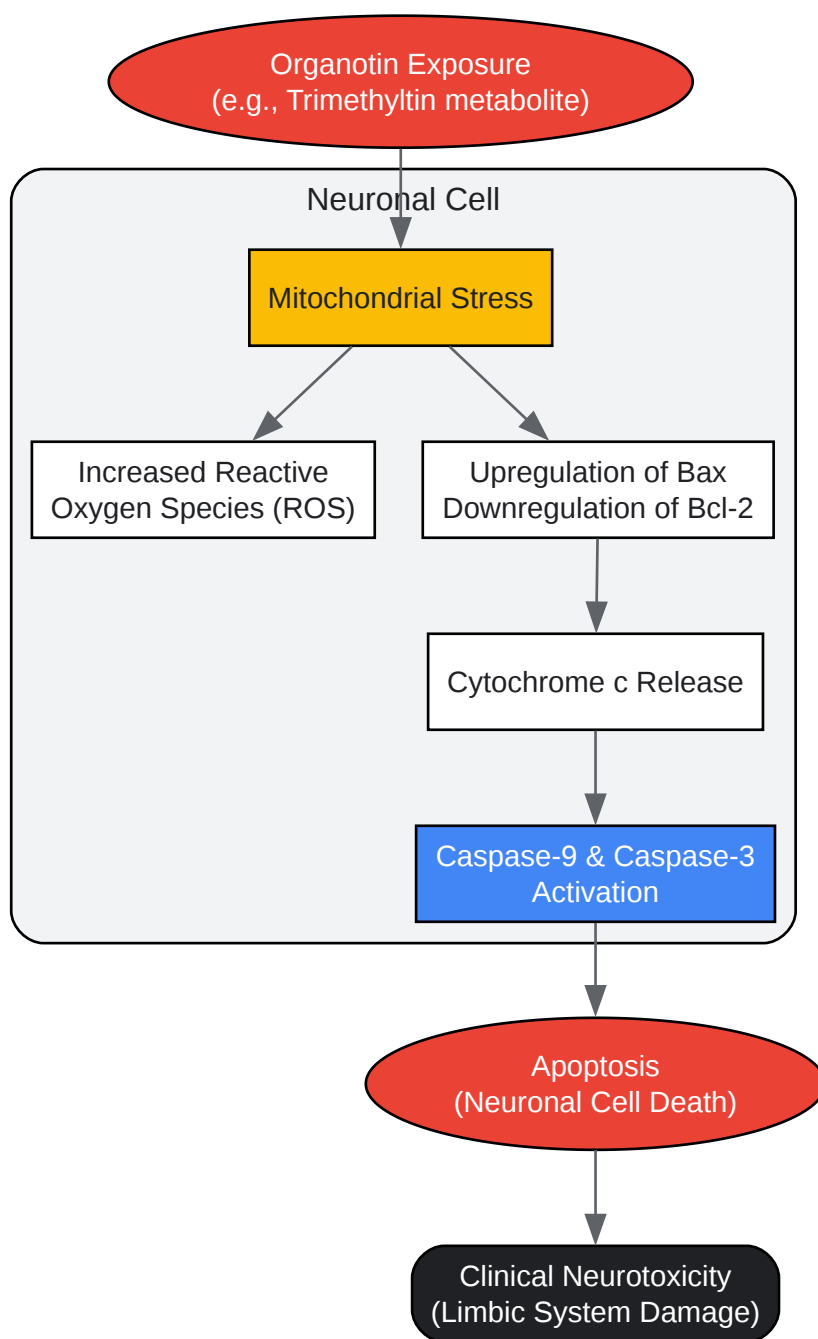 Organotin Exposure
(e.g., Trimethyltin metabolite)
Neuronal Cell
Mitochondrial Stress
Increased Reactive
Oxygen Species (ROS)
Upregulation of Bax
Downregulation of Bcl-2
Cytochrome c Release
Caspase-9 & Caspase-3
Activation
Apoptosis
(Neuronal Cell Death)
Clinical Neurotoxicity
(Limbic System Damage)